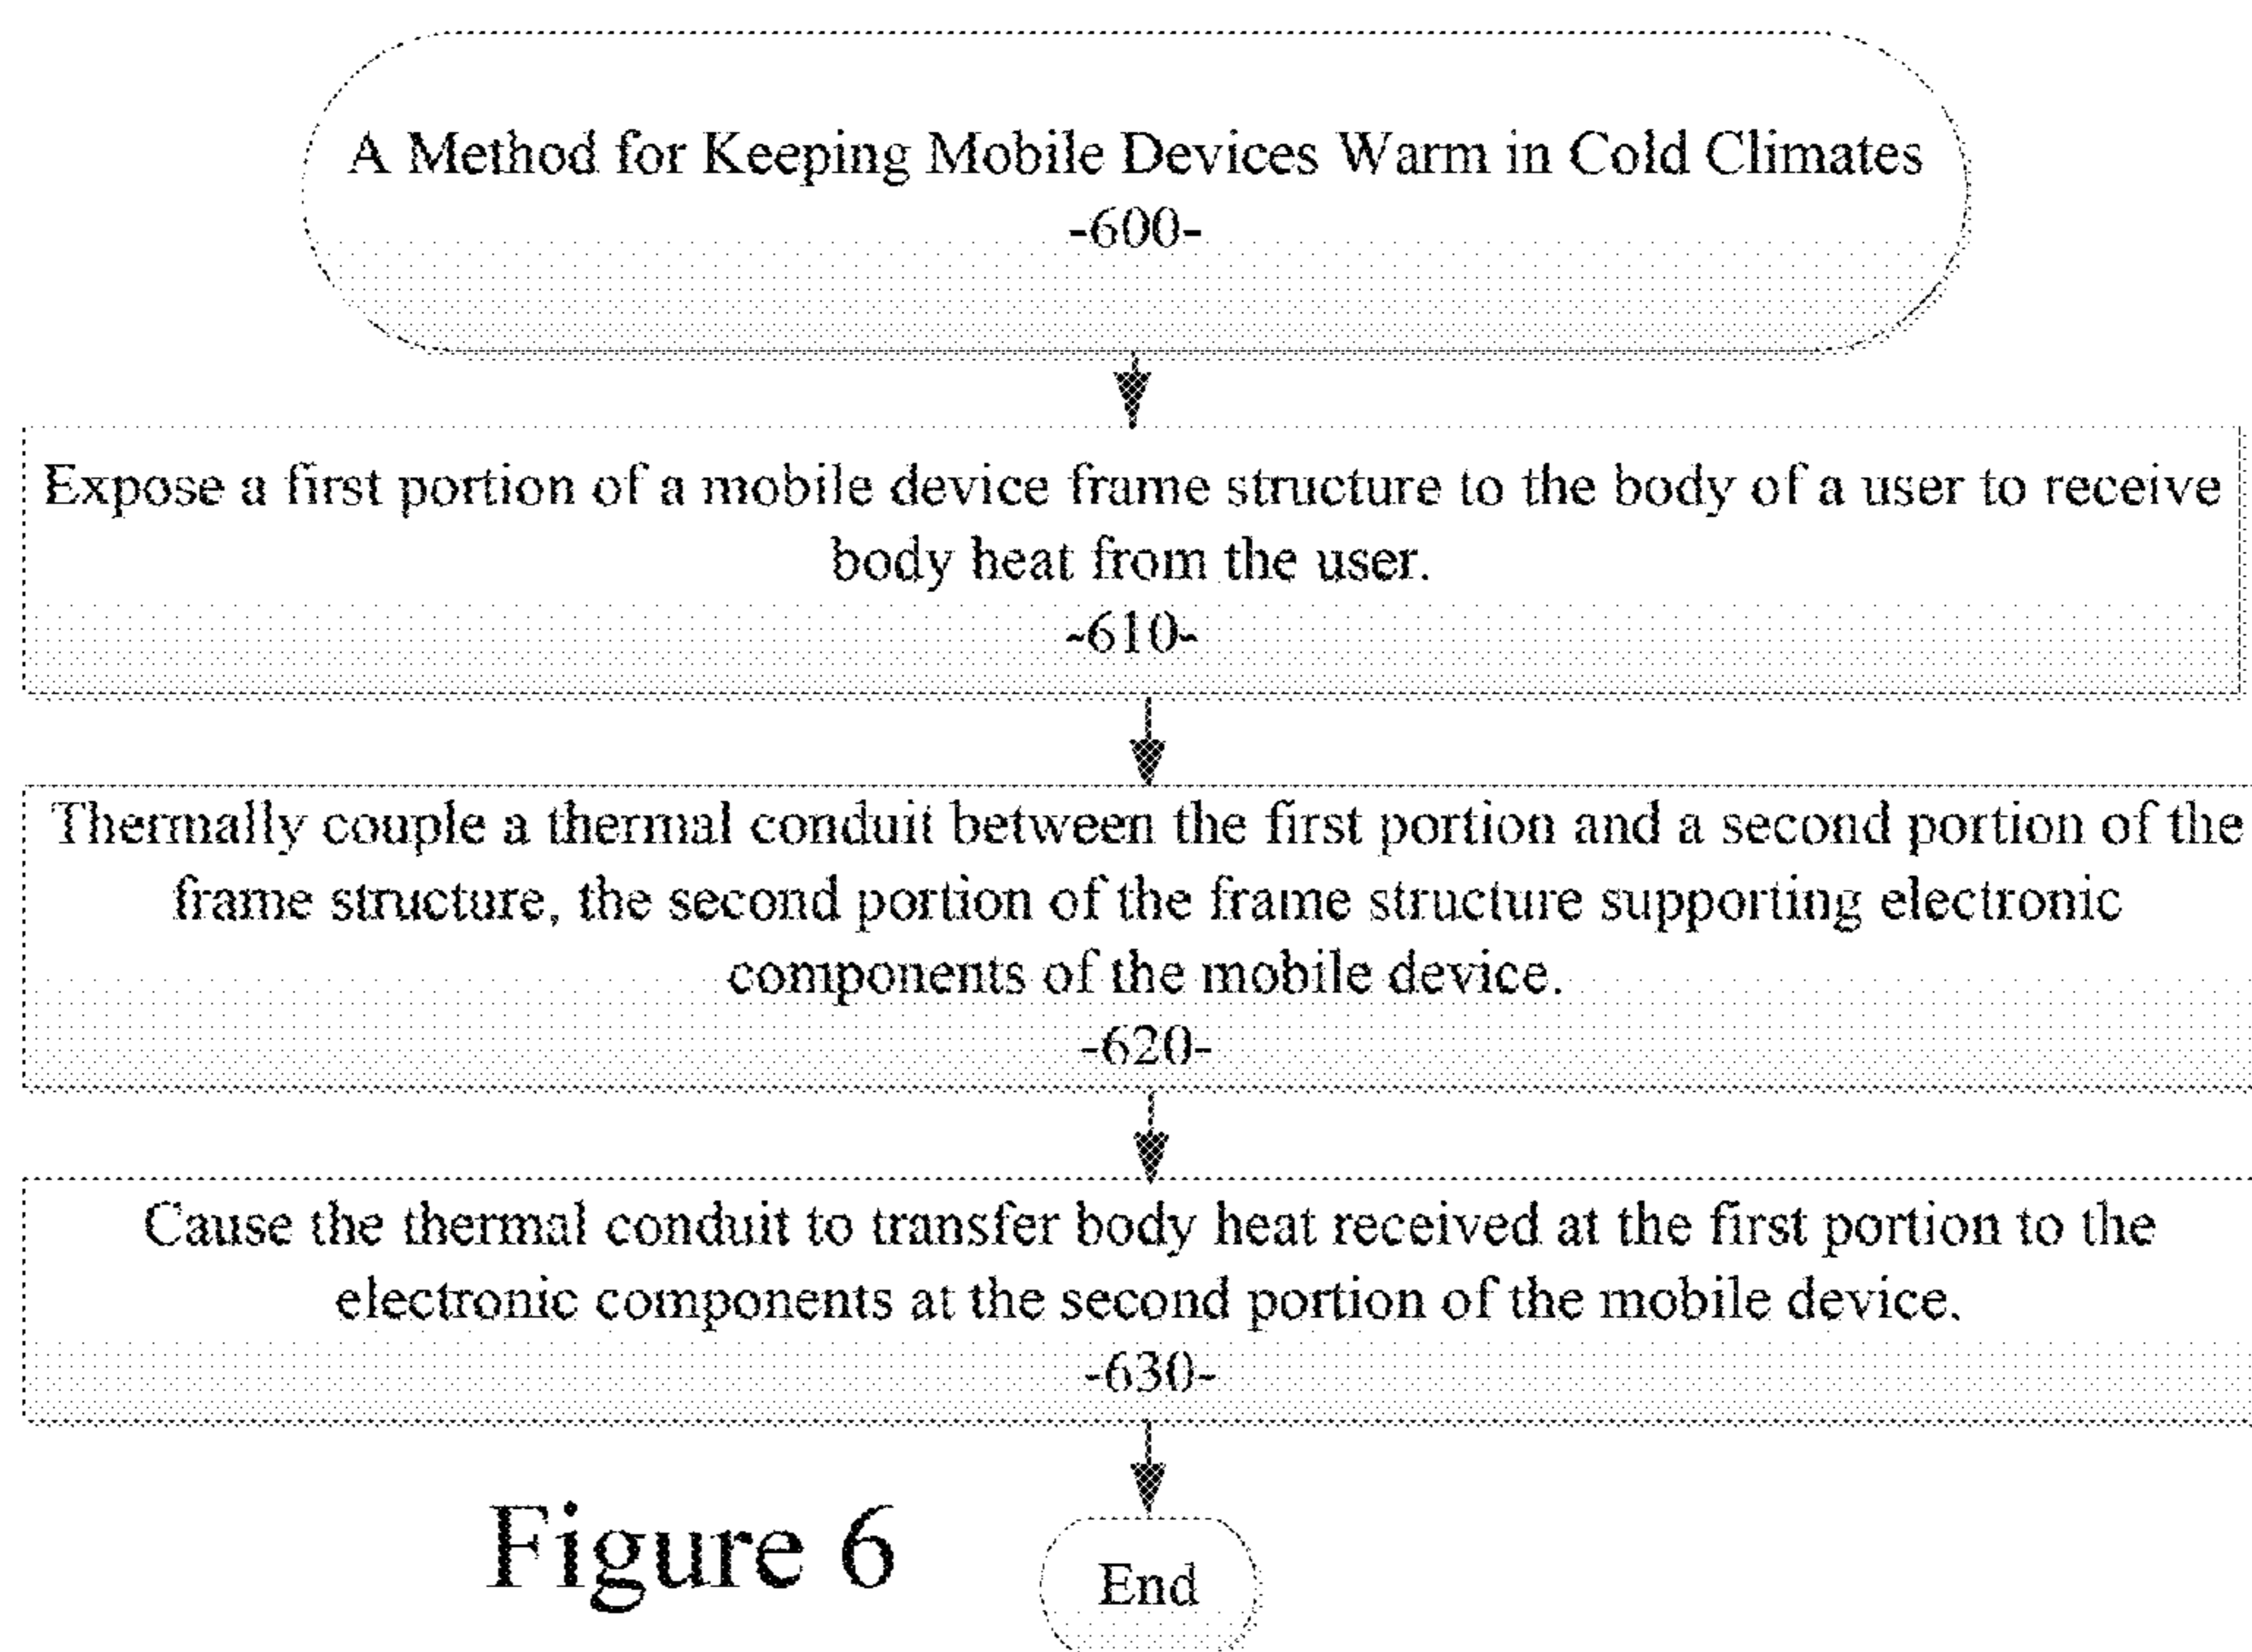 A Method for Keeping Mobile Devices Warm in Cold Climates
-600-
Expose a first portion of a mobile device frame structure to the body of a user to receive
body heat from the user.
-610-
Thermally couple a thermal conduit between the first portion and a second portion of the
frame structure, the second portion of the frame structure supporting electronic
components of the mobile device.
-620-
Cause the thermal conduit to transfer body heat received at the first portion to the
electronic components at the second portion of the mobile device.
-630-
Figure 6
End